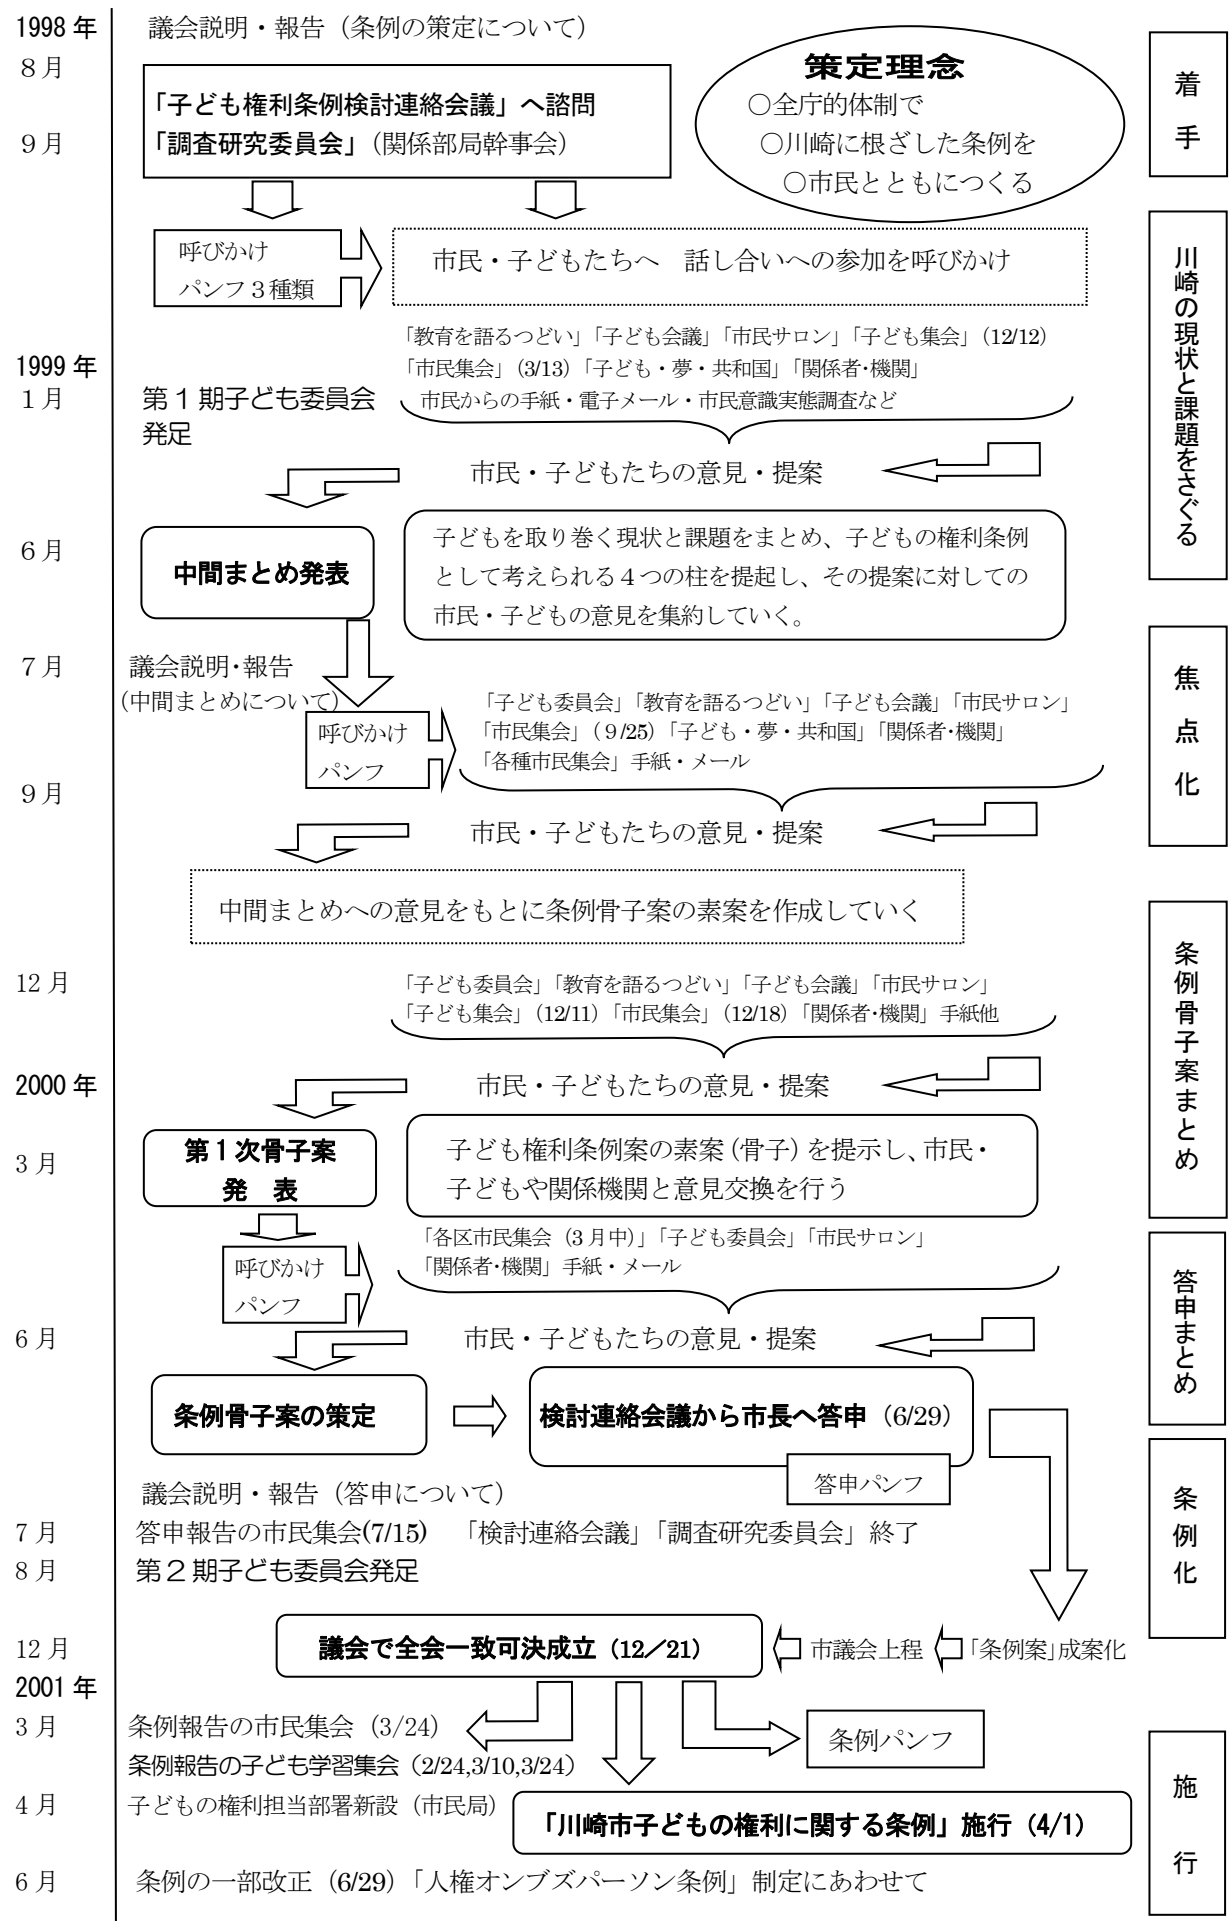 1998年
議会説明・報告（条例の策定について）
8月
「子ども権利条例検討連絡会議」へ諮問
9月
「調査研究委員会」（関係部局幹事会）
策定理念
○全庁的体制で
○川崎に根ざした条例を
○市民とともにつくる
着手
呼びかけ
パンフ３種類
市民・子どもたちへ　話し合いへの参加を呼びかけ
「教育を語るつどい」「子ども会議」「市民サロン」「子ども集会」（12/12）
1999年
「市民集会」（3/13）「子ども・夢・共和国」「関係者・機関」
1月
第１期子ども委員会
発足
市民からの手紙・電子メール・市民意識実態調査など
市民・子どもたちの意見・提案
川崎の現状と課題をさぐる
6月
中間まとめ発表
子どもを取り巻く現状と課題をまとめ、子どもの権利条例
として考えられる４つの柱を提起し、その提案に対しての
市民・子どもの意見を集約していく。
7月
議会説明・報告
（中間まとめについて）
呼びかけ
パンフ
「子ども委員会」「教育を語るつどい」「子ども会議」「市民サロン」
「市民集会」（９/25）「子ども・夢・共和国」「関係者・機関」
「各種市民集会」手紙・メール
9月
市民・子どもたちの意見・提案
焦点化
中間まとめへの意見をもとに条例骨子案の素案を作成していく
12月
「子ども委員会」「教育を語るつどい」「子ども会議」「市民サロン」
「子ども集会」（12/11）「市民集会」（12/18）「関係者・機関」手紙他
2000年
市民・子どもたちの意見・提案
3月
第１次骨子案
発　表
子ども権利条例案の素案（骨子）を提示し、市民・
子どもや関係機関と意見交換を行う
条例骨子案まとめ
呼びかけ
パンフ
「各区市民集会（３月中）」「子ども委員会」「市民サロン」
「関係者・機関」手紙・メール
6月
市民・子どもたちの意見・提案
条例骨子案の策定
検討連絡会議から市長へ答申（6/29）
答申パンフ
答申まとめ
議会説明・報告（答申について）
7月
答申報告の市民集会(7/15)　「検討連絡会議」「調査研究委員会」終了
8月
第２期子ども委員会発足
条例化
12月
議会で全会一致可決成立（12／21）
市議会上程
「条例案」成案化
2001年
3月
条例報告の市民集会（3/24）
条例報告の子ども学習集会（2/24,3/10,3/24）
条例パンフ
4月
子どもの権利担当部署新設（市民局）
「川崎市子どもの権利に関する条例」施行（4/1）
6月
条例の一部改正（6/29）「人権オンブズパーソン条例」制定にあわせて
施行